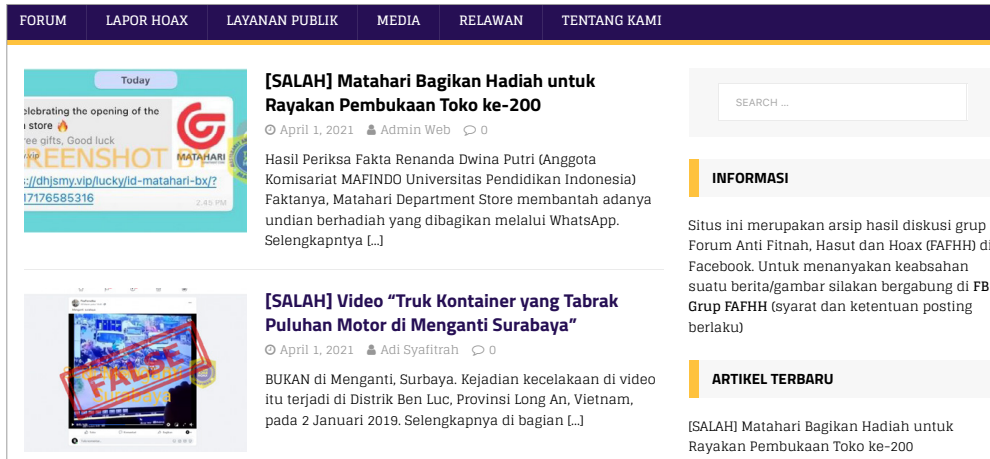 FORUM
LAPOR HOAX
LAYANAN PUBLIK
MEDIA
RELAWAN
TENTANG KAMI
Today
elebrating the opening of the
store 🔥
ree gifts, Good luck
REENSHOT BY
MATAHARI
://dhjsmy.vip/lucky/id-matahari-bx/?
17176585316
2.45 PM
[SALAH] Matahari Bagikan Hadiah untuk
Rayakan Pembukaan Toko ke-200
April 1, 2021 Admin Web 0
Hasil Periksa Fakta Renanda Dwina Putri (Anggota
Komisariat MAFINDO Universitas Pendidikan Indonesia)
Faktanya, Matahari Department Store membantah adanya
undian berhadiah yang dibagikan melalui WhatsApp.
Selengkapntya [...]
FALSE
Surabaya
[SALAH] Video “Truk Kontainer yang Tabrak
Puluhan Motor di Menganti Surabaya”
April 1, 2021 Adi Syafitrah 0
BUKAN di Menganti, Surbaya. Kejadian kecelakaan di video
itu terjadi di Distrik Ben Luc, Provinsi Long An, Vietnam,
pada 2 Januari 2019. Selengkapnya di bagian [...]
SEARCH ...
INFORMASI
Situs ini merupakan arsip hasil diskusi grup
Forum Anti Fitnah, Hasut dan Hoax (FAFHH) di
Facebook. Untuk menanyakan keabsahan
suatu berita/gambar silakan bergabung di FB
Grup FAFHH (syarat dan ketentuan posting
berlaku)
ARTIKEL TERBARU
[SALAH] Matahari Bagikan Hadiah untuk
Rayakan Pembukaan Toko ke-200